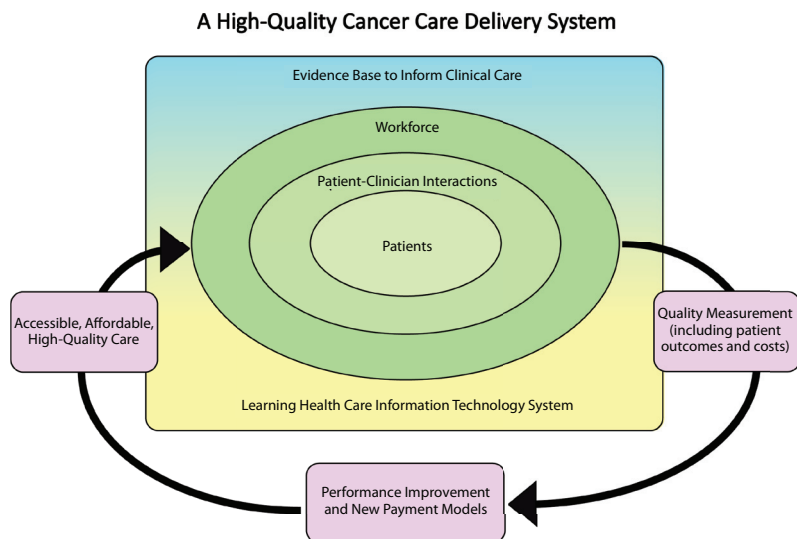 A High-Quality Cancer Care Delivery System
Evidence Base to Inform Clinical Care
Workforce
Patient-Clinician Interactions
Patients
Accessible, Affordable,
High-Quality Care
Quality Measurement
(including patient
outcomes and costs)
Learning Health Care Information Technology System
Performance Improvement
and New Payment Models